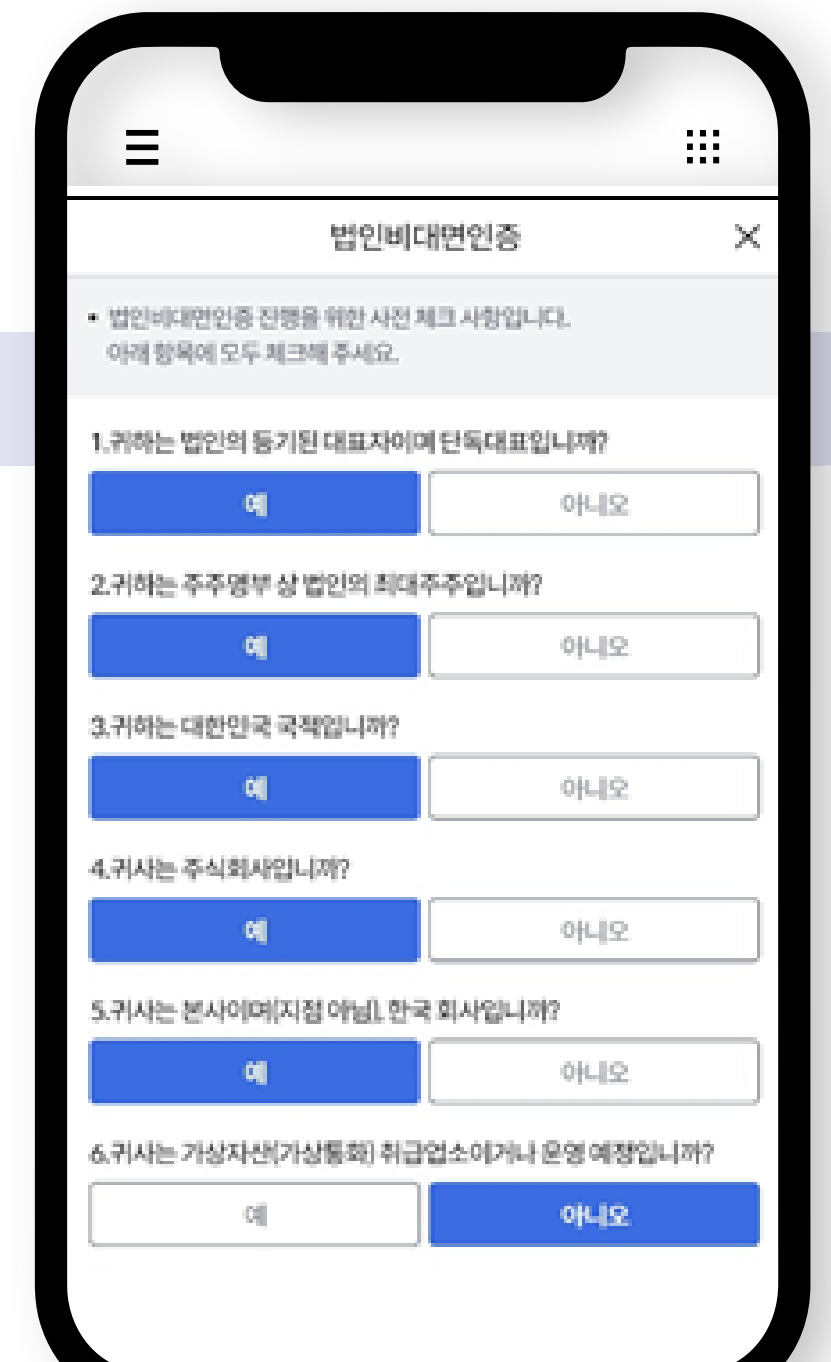 법인비대면인증
• 법인비대면인증 진행을 위한 사전 체크 사항입니다.
아래 항목에 모두 체크해 주세요.
1.귀하는 법인의 등기된 대표자이며 단독대표입니까?
예 아니오
2.귀하는 주주명부 상 법인의 최대주주입니까?
예 아니오
3.귀하는 대한민국 국적입니까?
예 아니오
4.귀사는 주식회사입니까?
예 아니오
5.귀사는 본사이며(지점 아님), 한국 회사입니까?
예 아니오
6.귀사는 가상자산(가상통화) 취급업소이거나 운영 예정입니까?
예 아니오